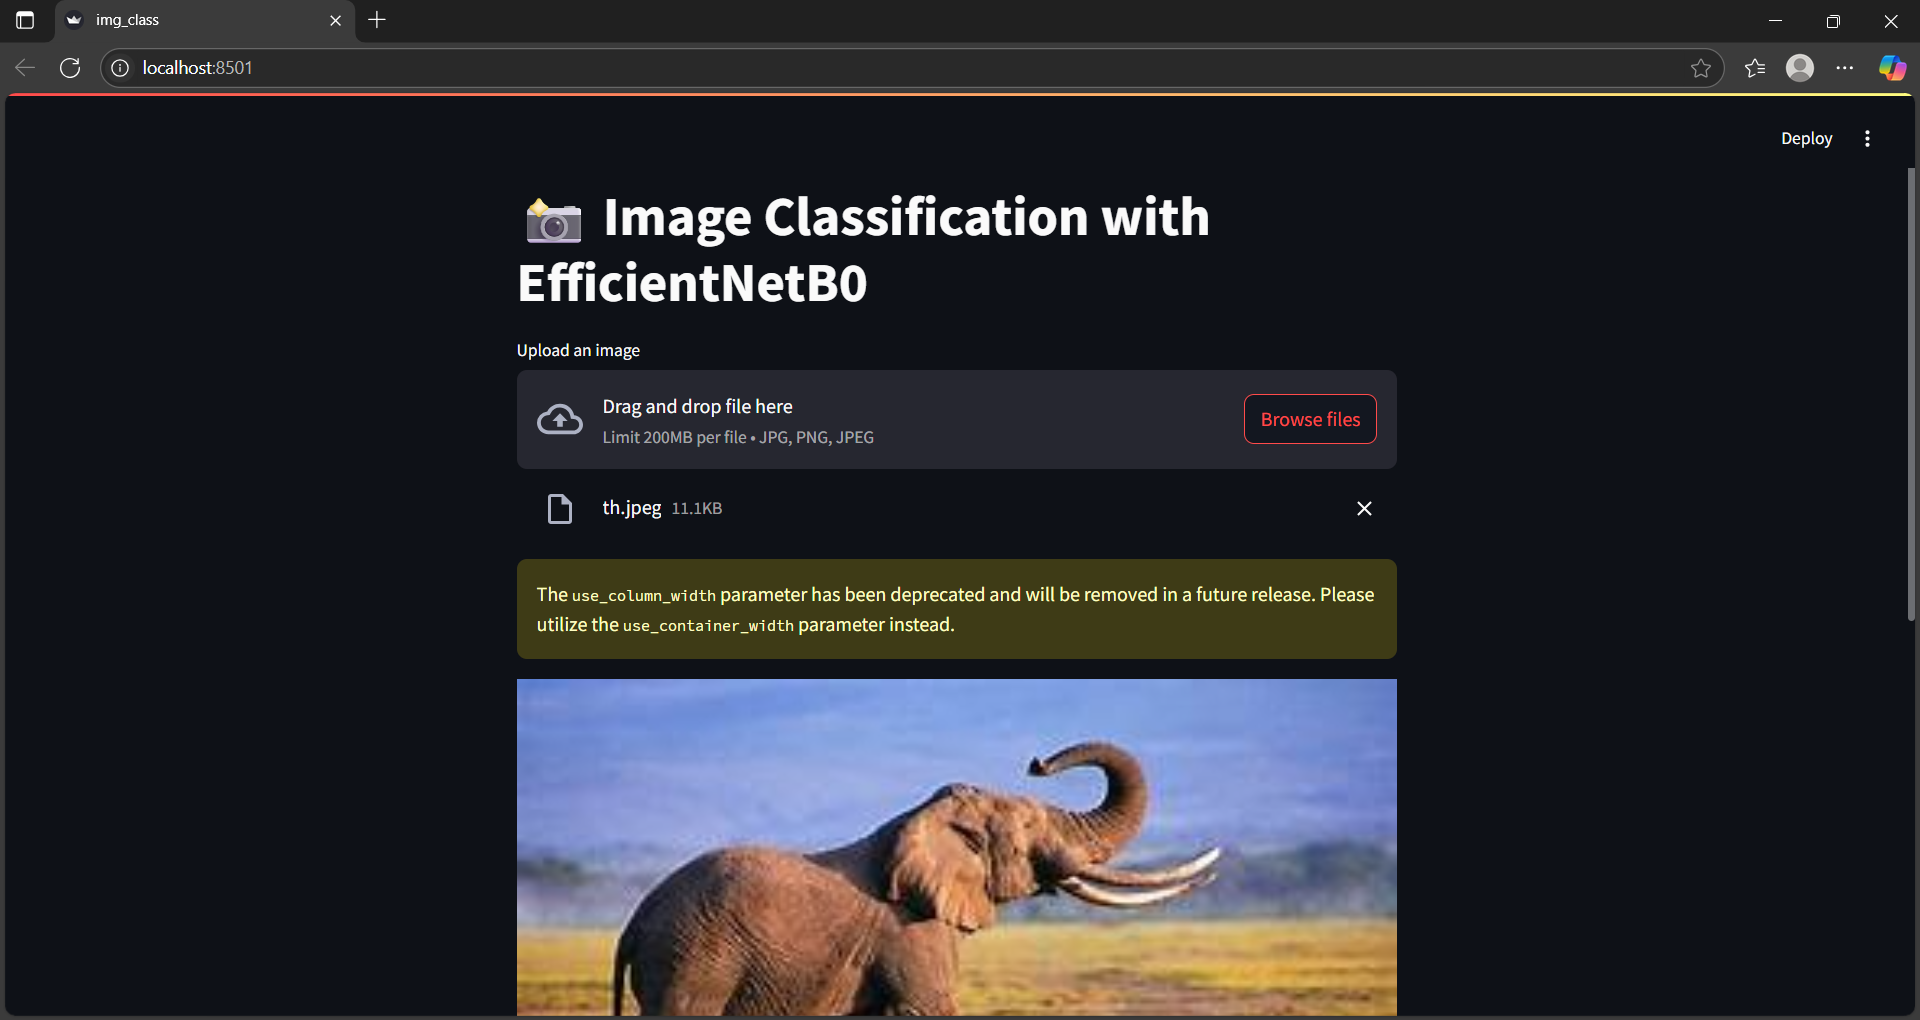 img_class
localhost:8501
Deploy
Image Classification with
EfficientNetB0
Upload an image
Drag and drop file here
Limit 200MB per file • JPG, PNG, JPEG
Browse files
th.jpeg 11.1KB
The use_column_width parameter has been deprecated and will be removed in a future release. Please
utilize the use_container_width parameter instead.